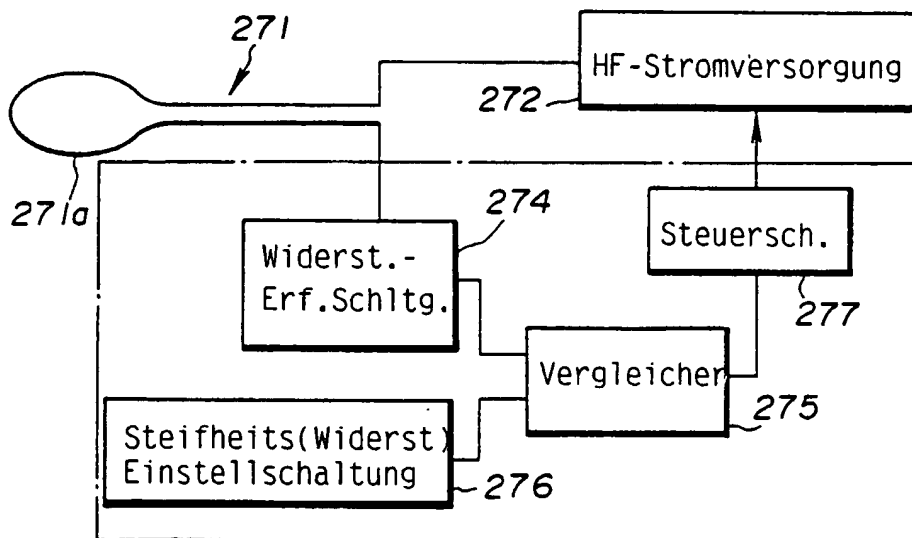 271
HF-Stromversorgung
272
271a
274
Widerst.-
Erf.Schltg.
Steuersch.
277
Vergleicher
275
Steifheits(Widerst)
Einstellschaltung
276